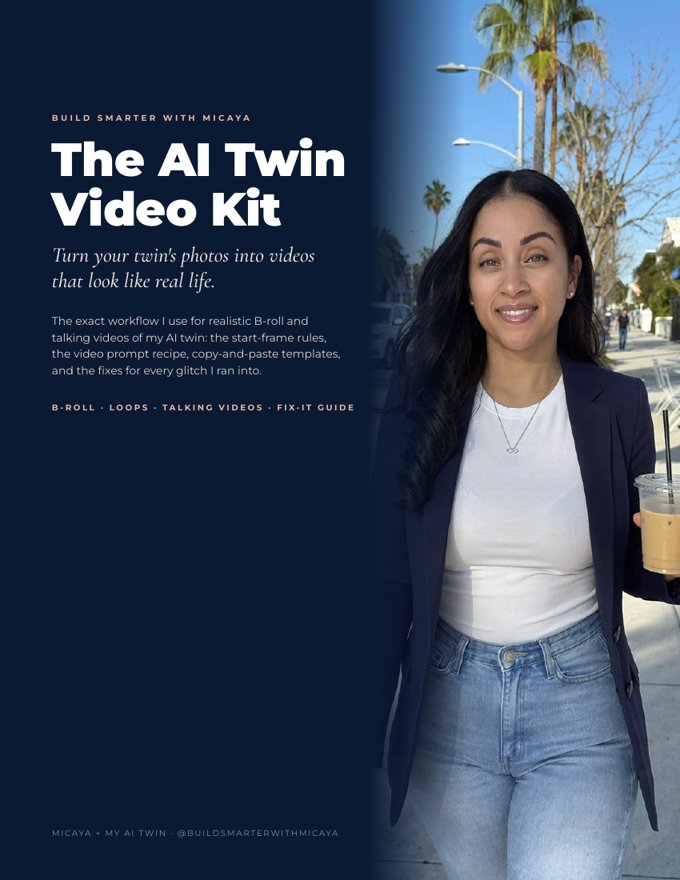 BUILD SMARTER WITH MICAYA
The AI Twin
Video Kit
Turn your twin's photos into videos
that look like real life.
The exact workflow I use for realistic B-roll and
talking videos of my AI twin: the start-frame rules,
the video prompt recipe, copy-and-paste templates,
and the fixes for every glitch I ran into.
B-ROLL · LOOPS · TALKING VIDEOS · FIX-IT GUIDE
MICAYA + MY AI TWIN · @BUILDSMARTERWITHMICAYA